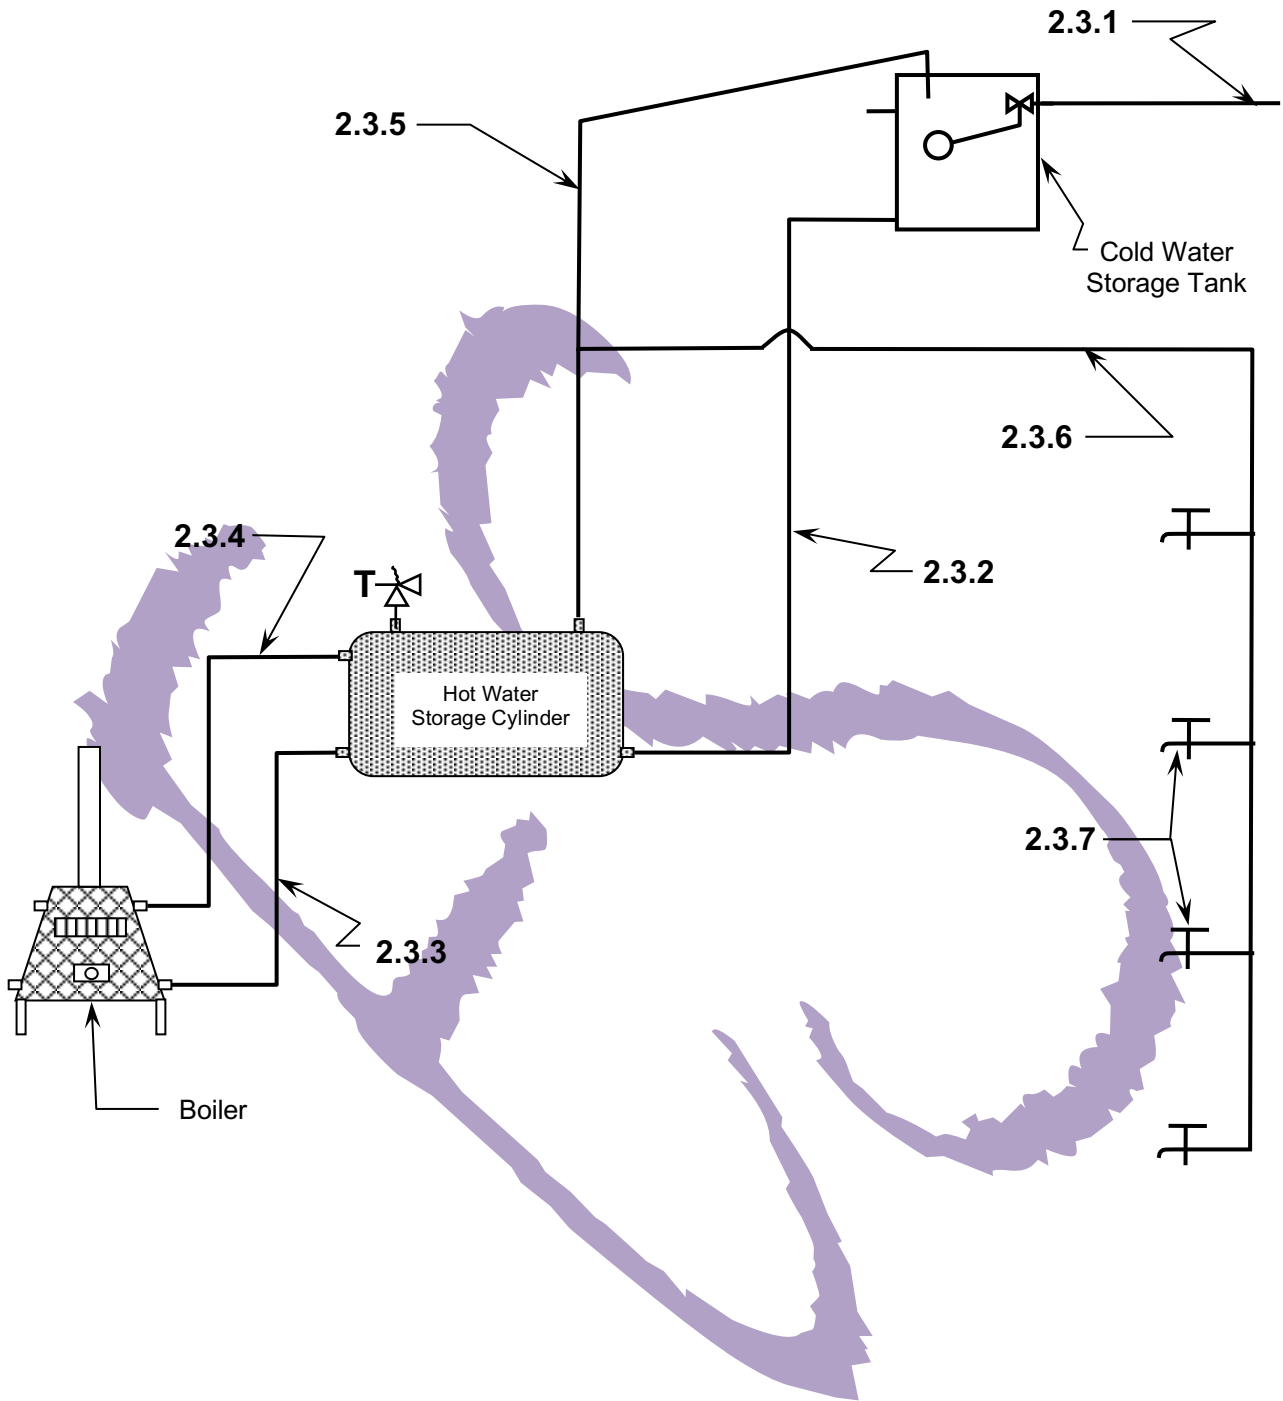 2.3.1
2.3.5
Cold Water
Storage Tank
2.3.6
2.3.4
2.3.2
T
Hot Water
Storage Cylinder
2.3.7
2.3.3
Boiler